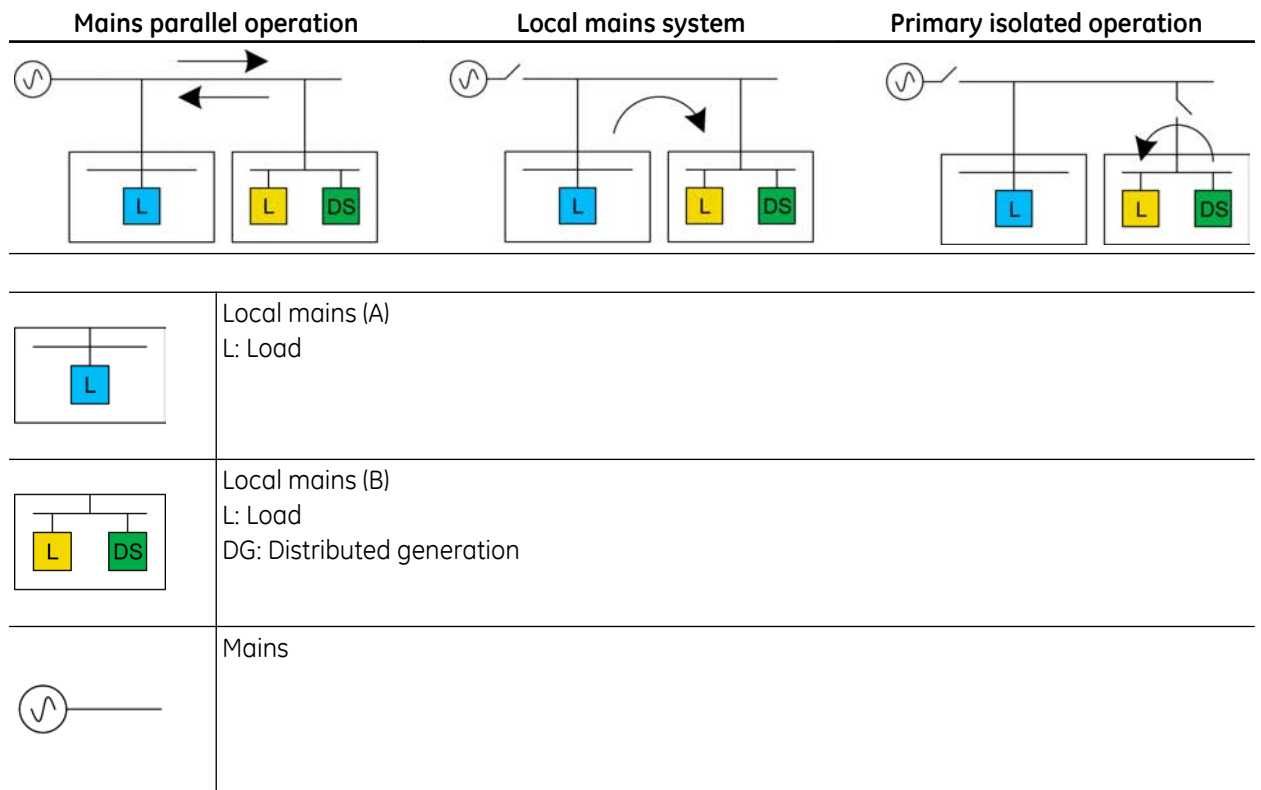 Mains parallel operation Local mains system Primary isolated operation
L L DS L L DS L L DS
Local mains (A)
L: Load
L
Local mains (B)
L: Load
DG: Distributed generation
L DS
Mains